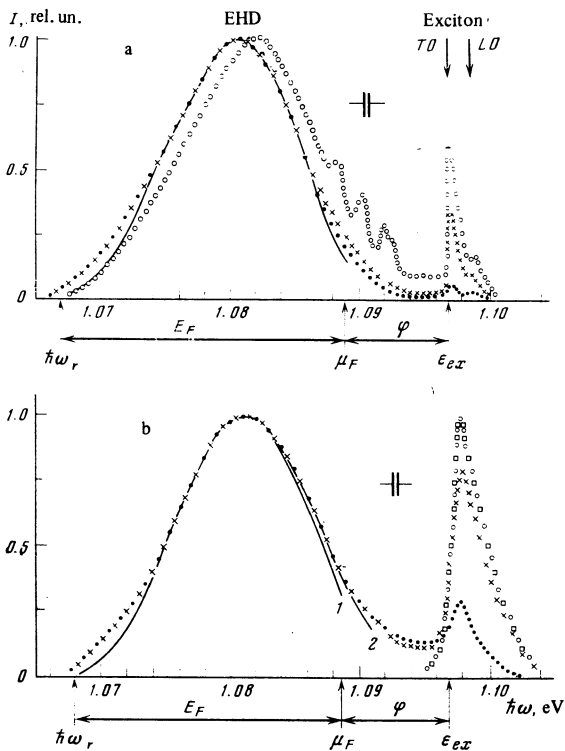 I, rel. un. EHD Exciton
TO LO
1.0 a
0.5
0
1.07 1.08 1.09 1.10
E_F φ
ħω_r μ_F ε_ex
1.0 b
0.5
1 2
0
1.07 1.08 1.09 1.10
E_F φ ħω, eV
ħω_r μ_F ε_ex